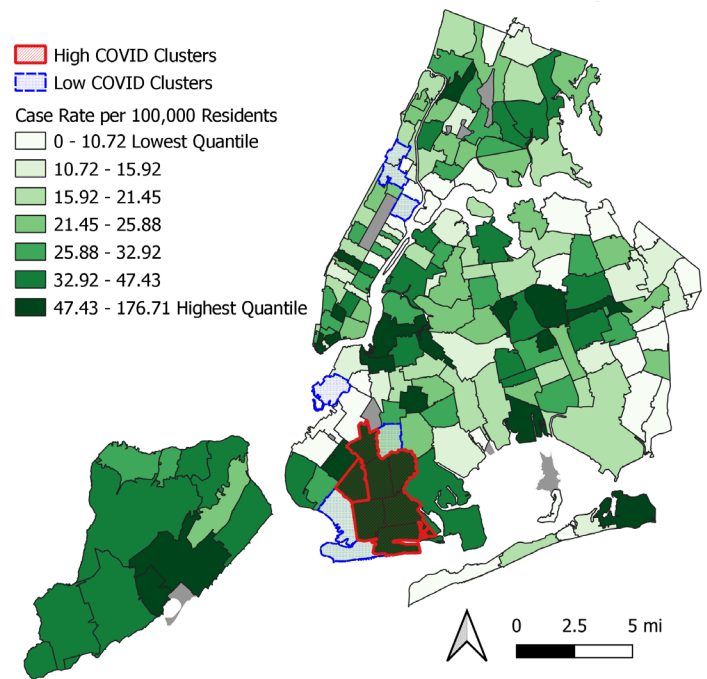 High COVID Clusters
Low COVID Clusters
Case Rate per 100,000 Residents
0 - 10.72 Lowest Quantile
10.72 - 15.92
15.92 - 21.45
21.45 - 25.88
25.88 - 32.92
32.92 - 47.43
47.43 - 176.71 Highest Quantile
0 2.5 5 mi